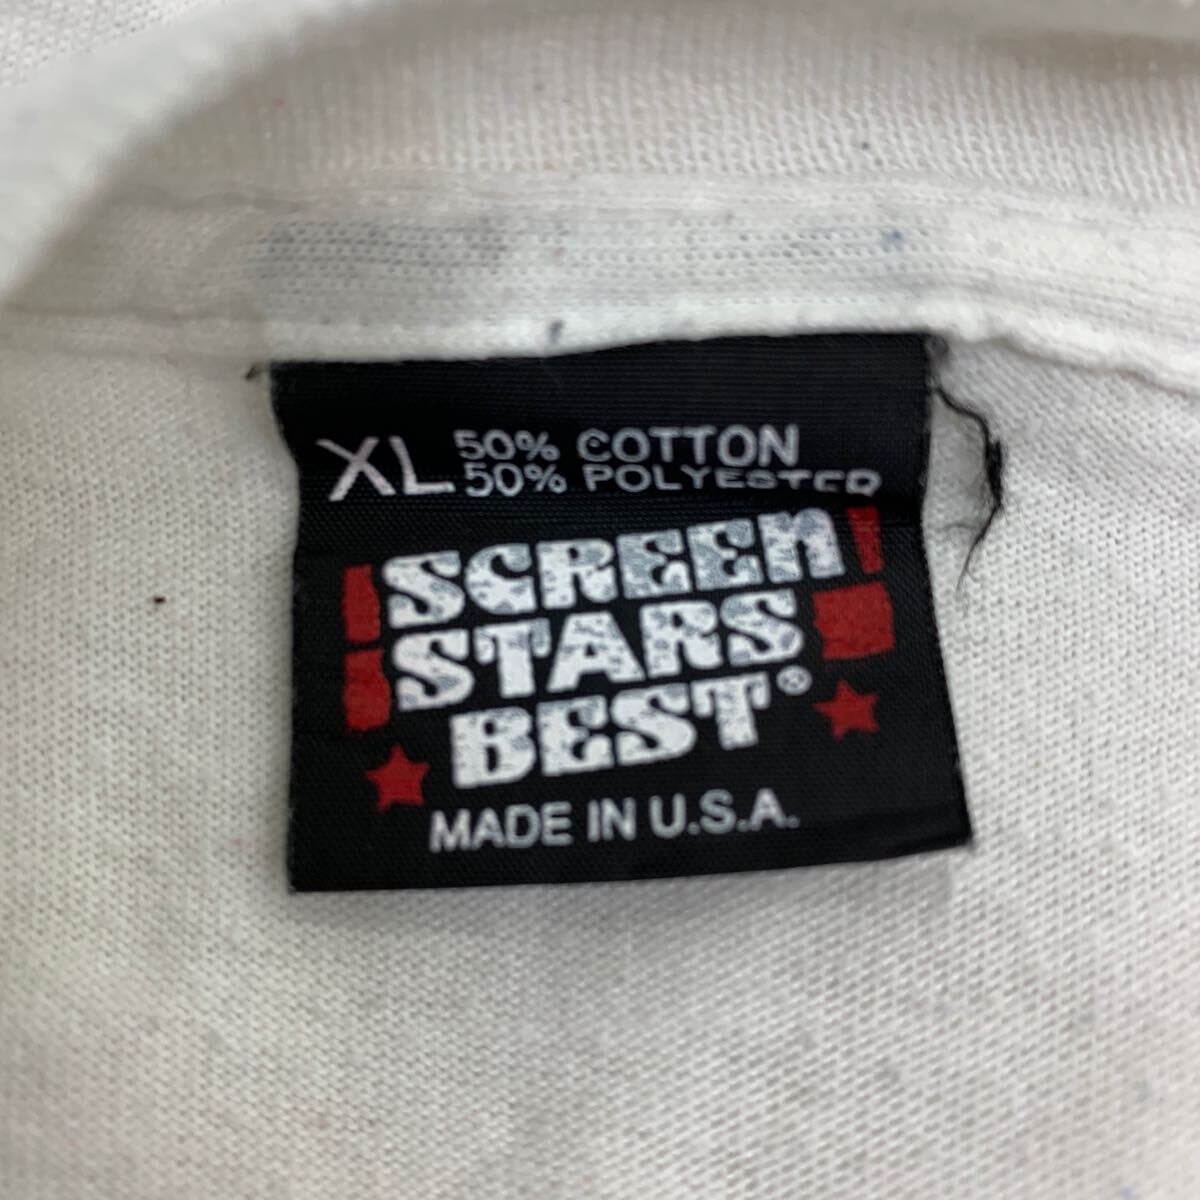 XL 50% COTTON
50% POLYESTER
SCREEN
STARS
BEST®
MADE IN U.S.A.